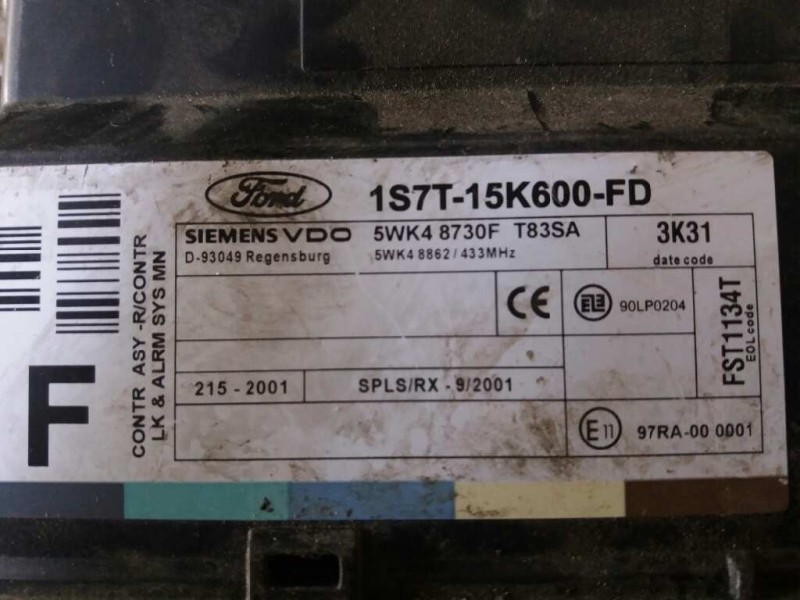 Ford 1S7T-15K600-FD
SIEMENS VDO 5WK4 8730F T83SA 3K31
D-93049 Regensburg 5WK4 8862 / 433MHz date code
CE 90LP0204
215 - 2001 SPLS/RX - 9/2001
E11 97RA-00 0001
FST1134T
EOL code
CONTR ASY -R/CONTR
LK & ALRM SYS MN
F